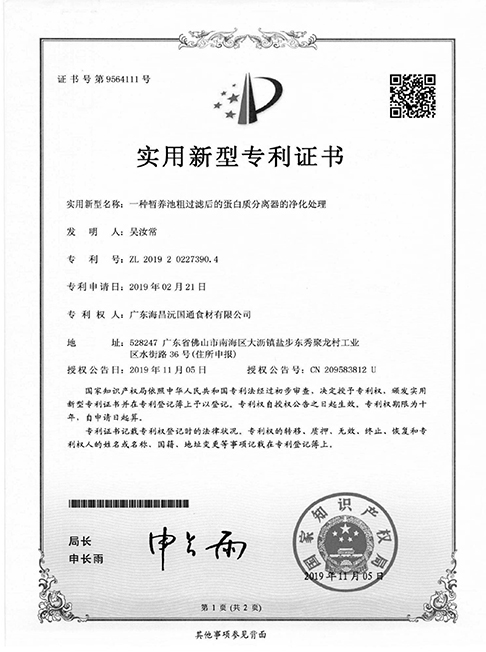 证书号第9564111号
实用新型专利证书
实用新型名称：一种暂养池粗过滤后的蛋白质分离器的净化处理
发 明 人：吴汝常
专 利 号：ZL 2019 2 0227390.4
专利申请日：2019年02月21日
专 利 权 人：广东海昌沅国通食材有限公司
地 址：528247 广东省佛山市南海区大沥镇盐步东秀聚龙村工业
区水街路36号(住所申报)
授权公告日：2019年11月05日 授权公告号：CN 209583812 U
国家知识产权局依照中华人民共和国专利法经过初步审查，决定授予专利权，颁发实用
新型专利证书并在专利登记簿上予以登记。专利权自授权公告之日起生效。专利权期限为十
年，自申请日起算。
专利证书记载专利权登记时的法律状况。专利权的转移、质押、无效、终止、恢复和专
利权人的姓名或名称、国籍、地址变更等事项记载在专利登记簿上。
局长
申长雨
申长雨
国家知识产权局
2019年11月05日
第1页(共2页)
其他事项参见背面